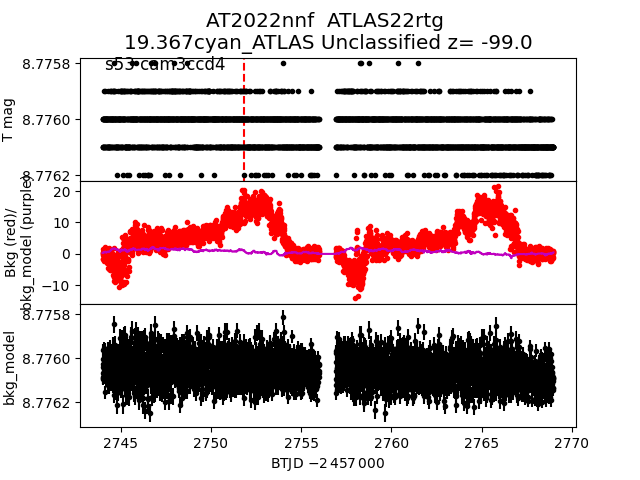 AT2022nnf  ATLAS22rtg
19.367cyan_ATLAS Unclassified z= -99.0
s53 cam3ccd4
T mag
8.7758
8.7760
8.7762
Bkg (red)/
bkg_model (purple)
20
10
0
−10
bkg_model
8.7758
8.7760
8.7762
2745
2750
2755
2760
2765
2770
BTJD −2 457 000